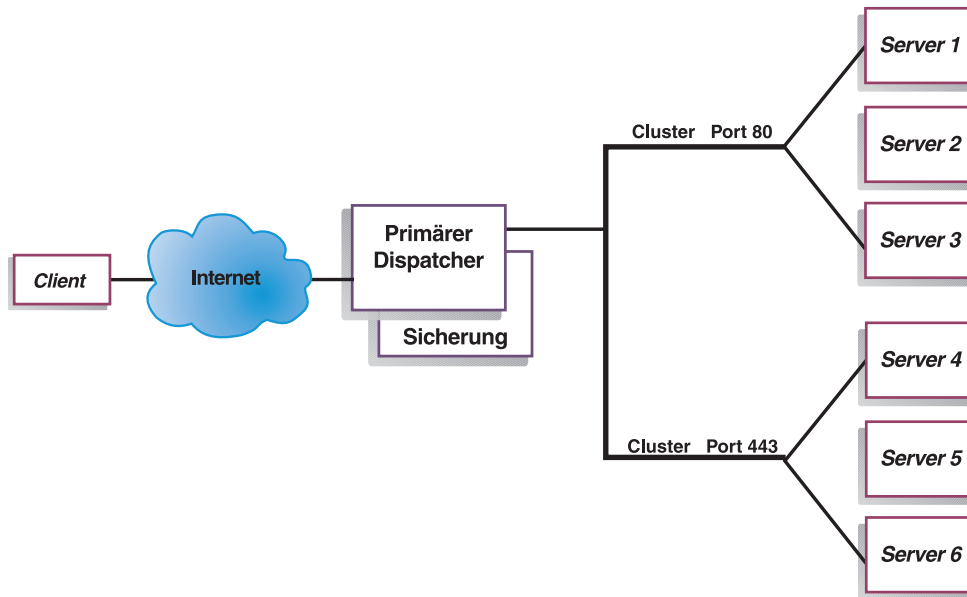 Client
Internet
Primärer
Dispatcher
Sicherung
Cluster Port 80
Server 1
Server 2
Server 3
Cluster Port 443
Server 4
Server 5
Server 6